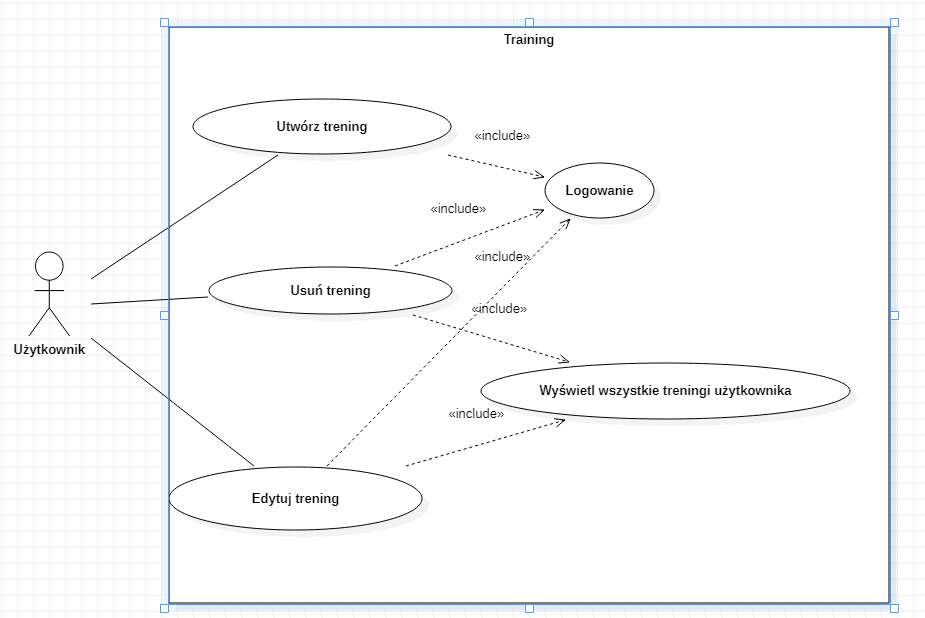 Training
Utwórz trening
«include»
Logowanie
«include»
«include»
Usuń trening
«include»
Użytkownik
Wyświetl wszystkie treningi użytkownika
«include»
Edytuj trening